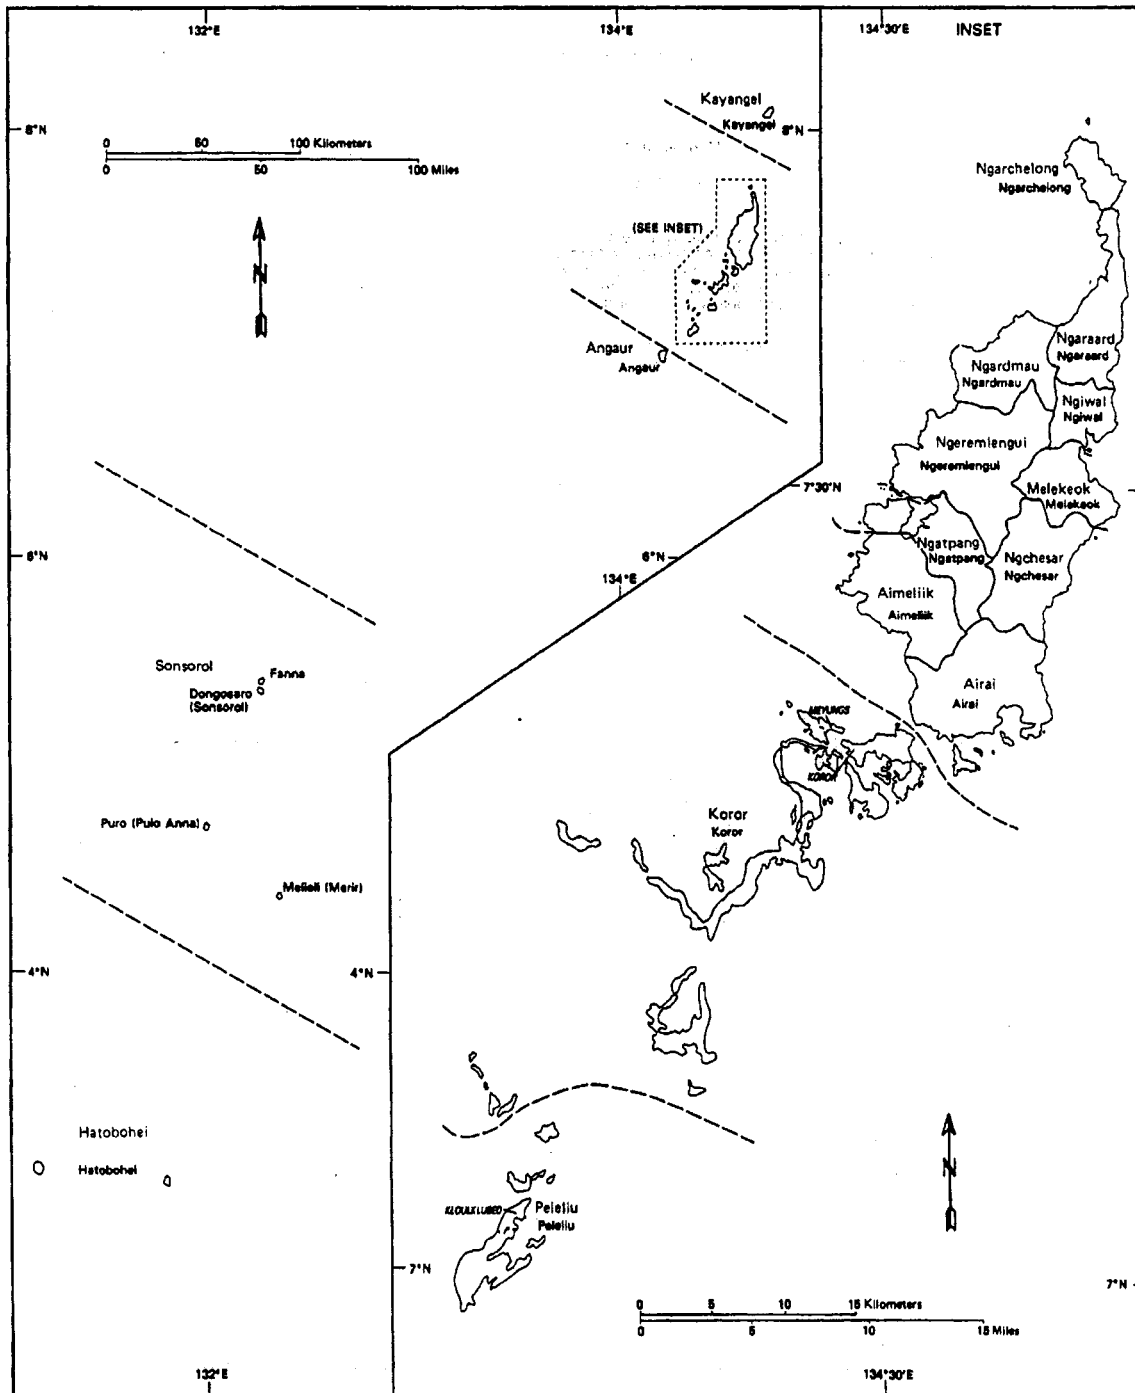 132°E
134°E
134°30'E
INSET
Kayangel
Kayangel
8°N
8°N
0 50 100 Kilometers
0 50 100 Miles
Ngarchelong
Ngarchelong
(SEE INSET)
N
Angaur
Angaur
Ngaraard
Ngaraard
Ngardmau
Ngardmau
Ngiwal
Ngiwal
Ngeremlengui
Ngeremlengui
7°30'N
Melekeok
Melekeok
6°N
6°N
134°E
Ngatpang
Ngatpang
Ngchesar
Ngchesar
Aimeliik
Aimeliik
Sonsorol
Fanna
Dongosaro
(Sonsorol)
Airai
Airai
MEYUNGS
KOROR
Koror
Koror
Puro (Pulo Anna)
(Merir)
4°N
4°N
Hatobohei
Hatobohei
N
KLOULKLUBED
Peleliu
Peleliu
7°N
7°N
0 5 10 15 Kilometers
0 5 10 15 Miles
132°E
134°30'E